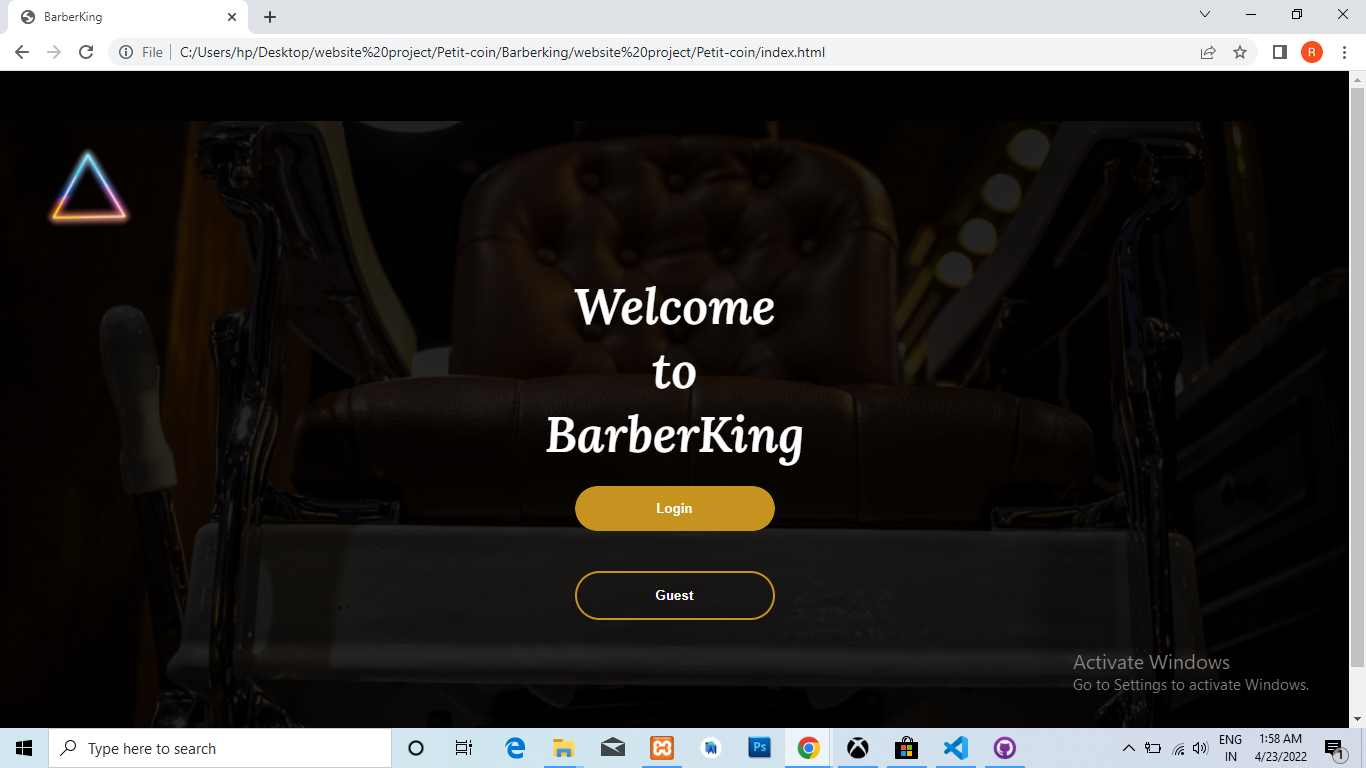 BarberKing
File
C:/Users/hp/Desktop/website%20project/Petit-coin/Barberking/website%20project/Petit-coin/index.html
R
Welcome
to
BarberKing
Login
Guest
Activate Windows
Go to Settings to activate Windows.
Type here to search
Ps
ENG
IN
1:58 AM
4/23/2022
1